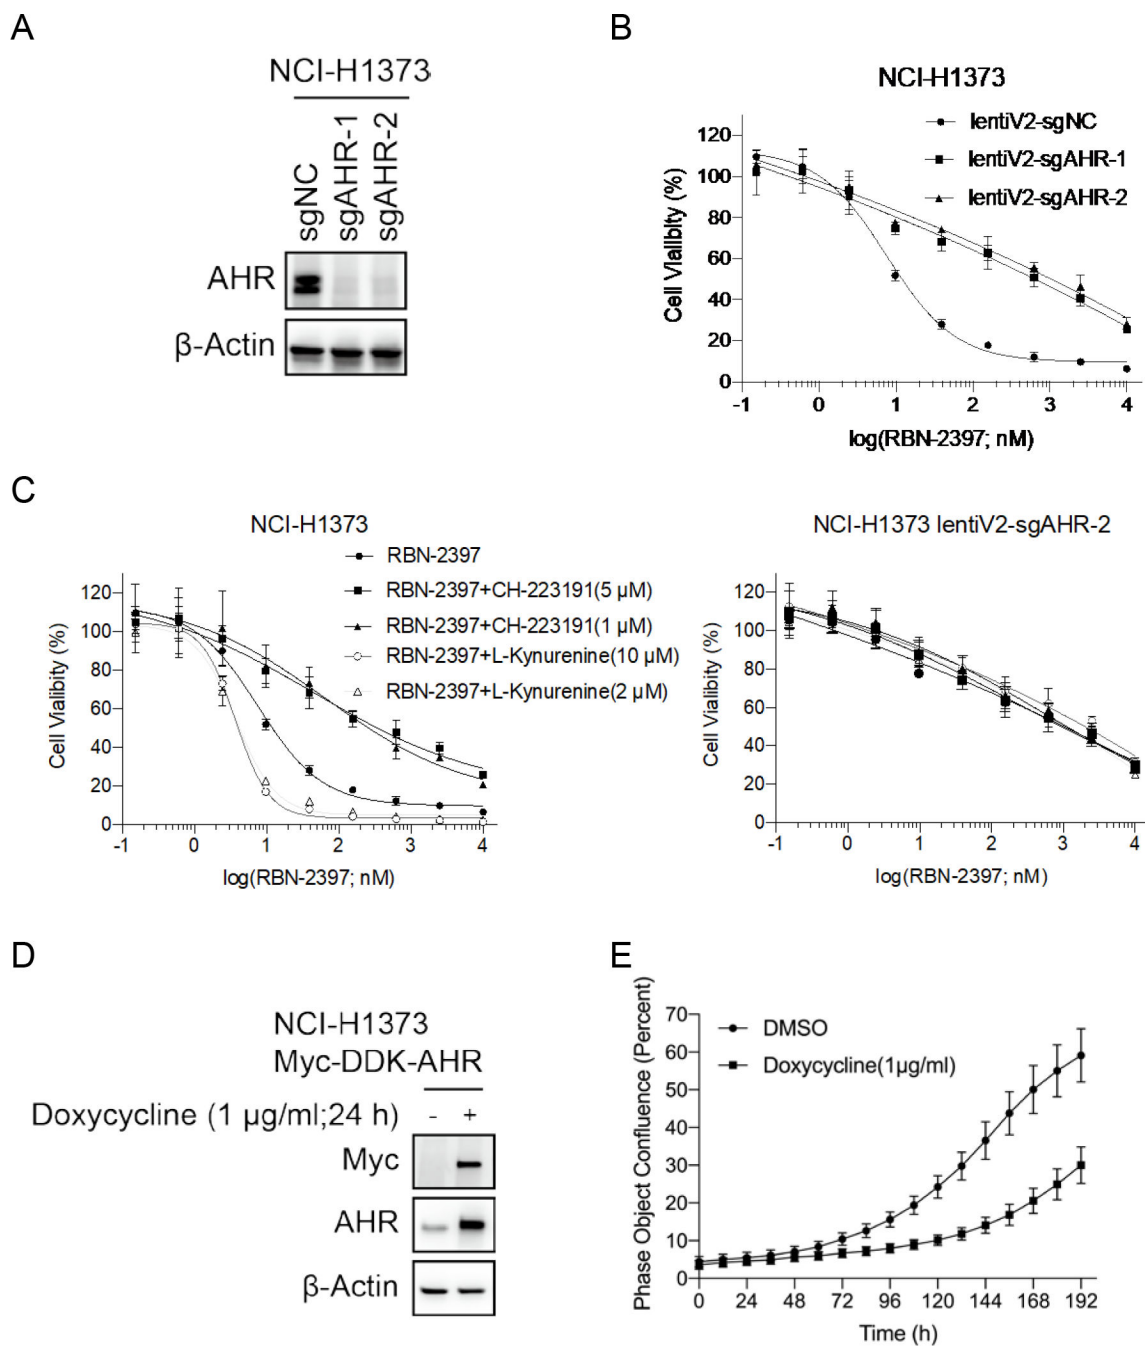 A
NCI-H1373
sgNC
sgAHR-1
sgAHR-2
AHR
β-Actin
B
NCI-H1373
lentiV2-sgNC
lentiV2-sgAHR-1
lentiV2-sgAHR-2
Cell Vialibity (%)
120
100
80
60
40
20
0
-1 0 1 2 3 4
log(RBN-2397; nM)
C
NCI-H1373
RBN-2397
RBN-2397+CH-223191(5 μM)
RBN-2397+CH-223191(1 μM)
RBN-2397+L-Kynurenine(10 μM)
RBN-2397+L-Kynurenine(2 μM)
Cell Vialibity (%)
120
100
80
60
40
20
0
-1 0 1 2 3 4
log(RBN-2397; nM)
NCI-H1373 lentiV2-sgAHR-2
Cell Vialibity (%)
120
100
80
60
40
20
0
-1 0 1 2 3 4
log(RBN-2397; nM)
D
NCI-H1373
Myc-DDK-AHR
Doxycycline (1 μg/ml;24 h) - +
Myc
AHR
β-Actin
E
Phase Object Confluence (Percent)
70
60
50
40
30
20
10
0
DMSO
Doxycycline(1μg/ml)
0 24 48 72 96 120 144 168 192
Time (h)